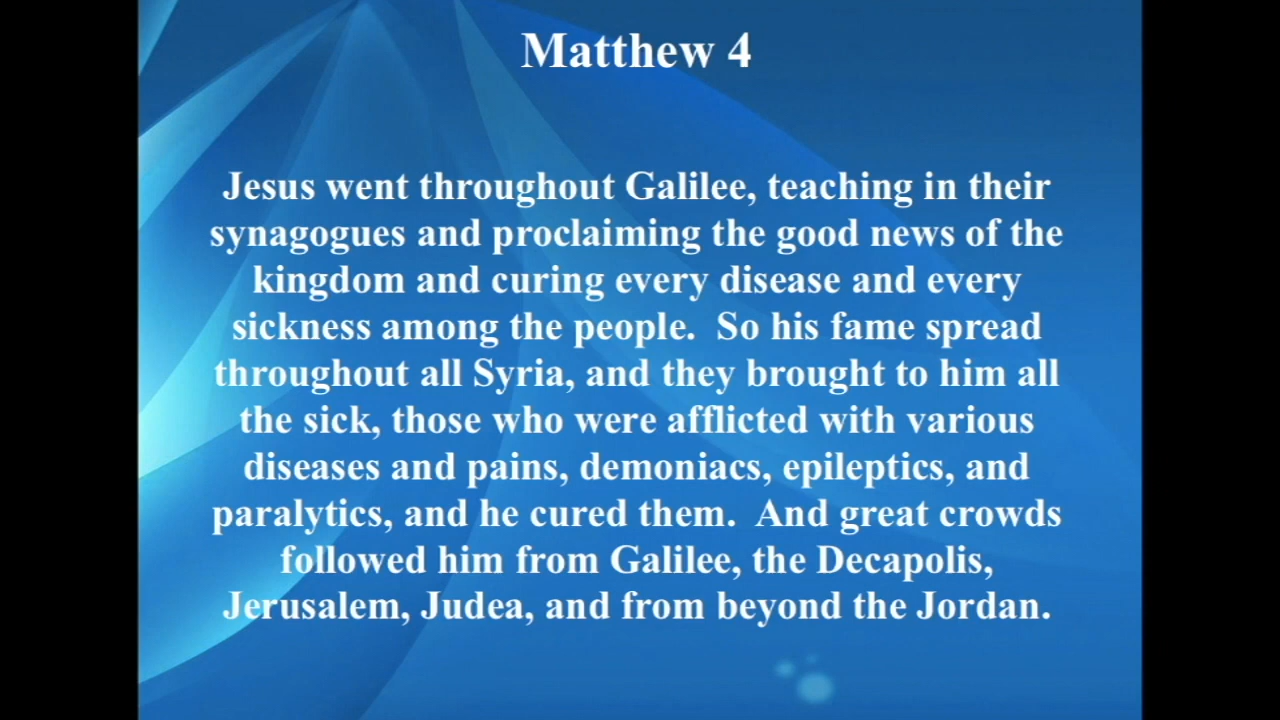 Matthew 4
Jesus went throughout Galilee, teaching in their
synagogues and proclaiming the good news of the
kingdom and curing every disease and every
sickness among the people.  So his fame spread
throughout all Syria, and they brought to him all
the sick, those who were afflicted with various
diseases and pains, demoniacs, epileptics, and
paralytics, and he cured them.  And great crowds
followed him from Galilee, the Decapolis,
Jerusalem, Judea, and from beyond the Jordan.